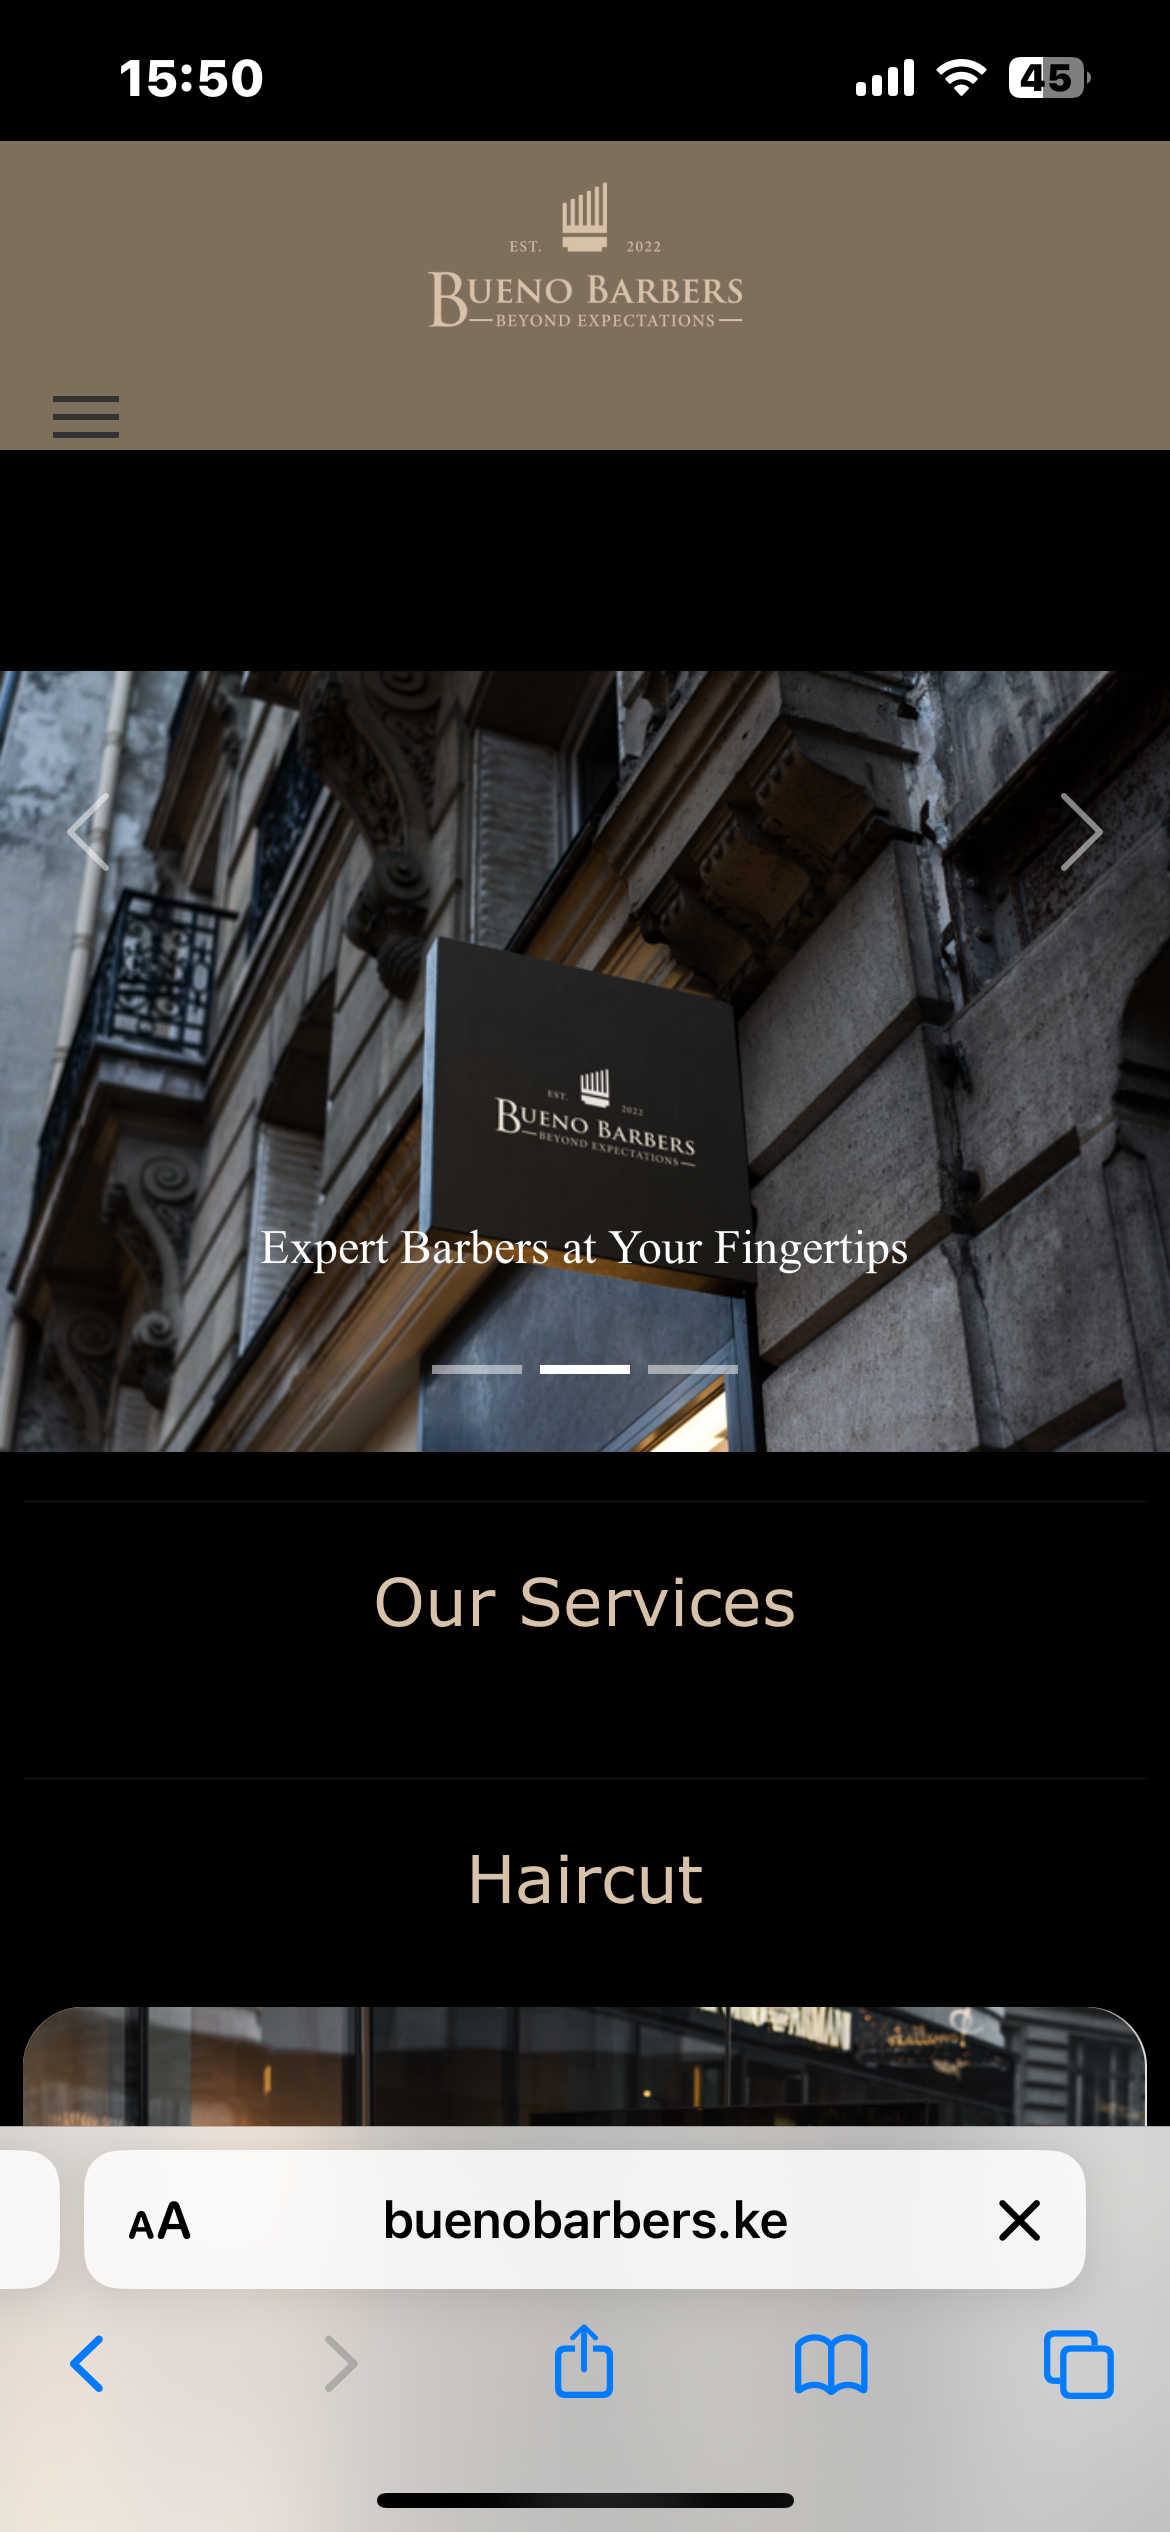 15:50
45
EST. 2022
BUENO BARBERS
BEYOND EXPECTATIONS
EST. 2022
BUENO BARBERS
BEYOND EXPECTATIONS
Expert Barbers at Your Fingertips
Our Services
Haircut
AA
buenobarbers.ke